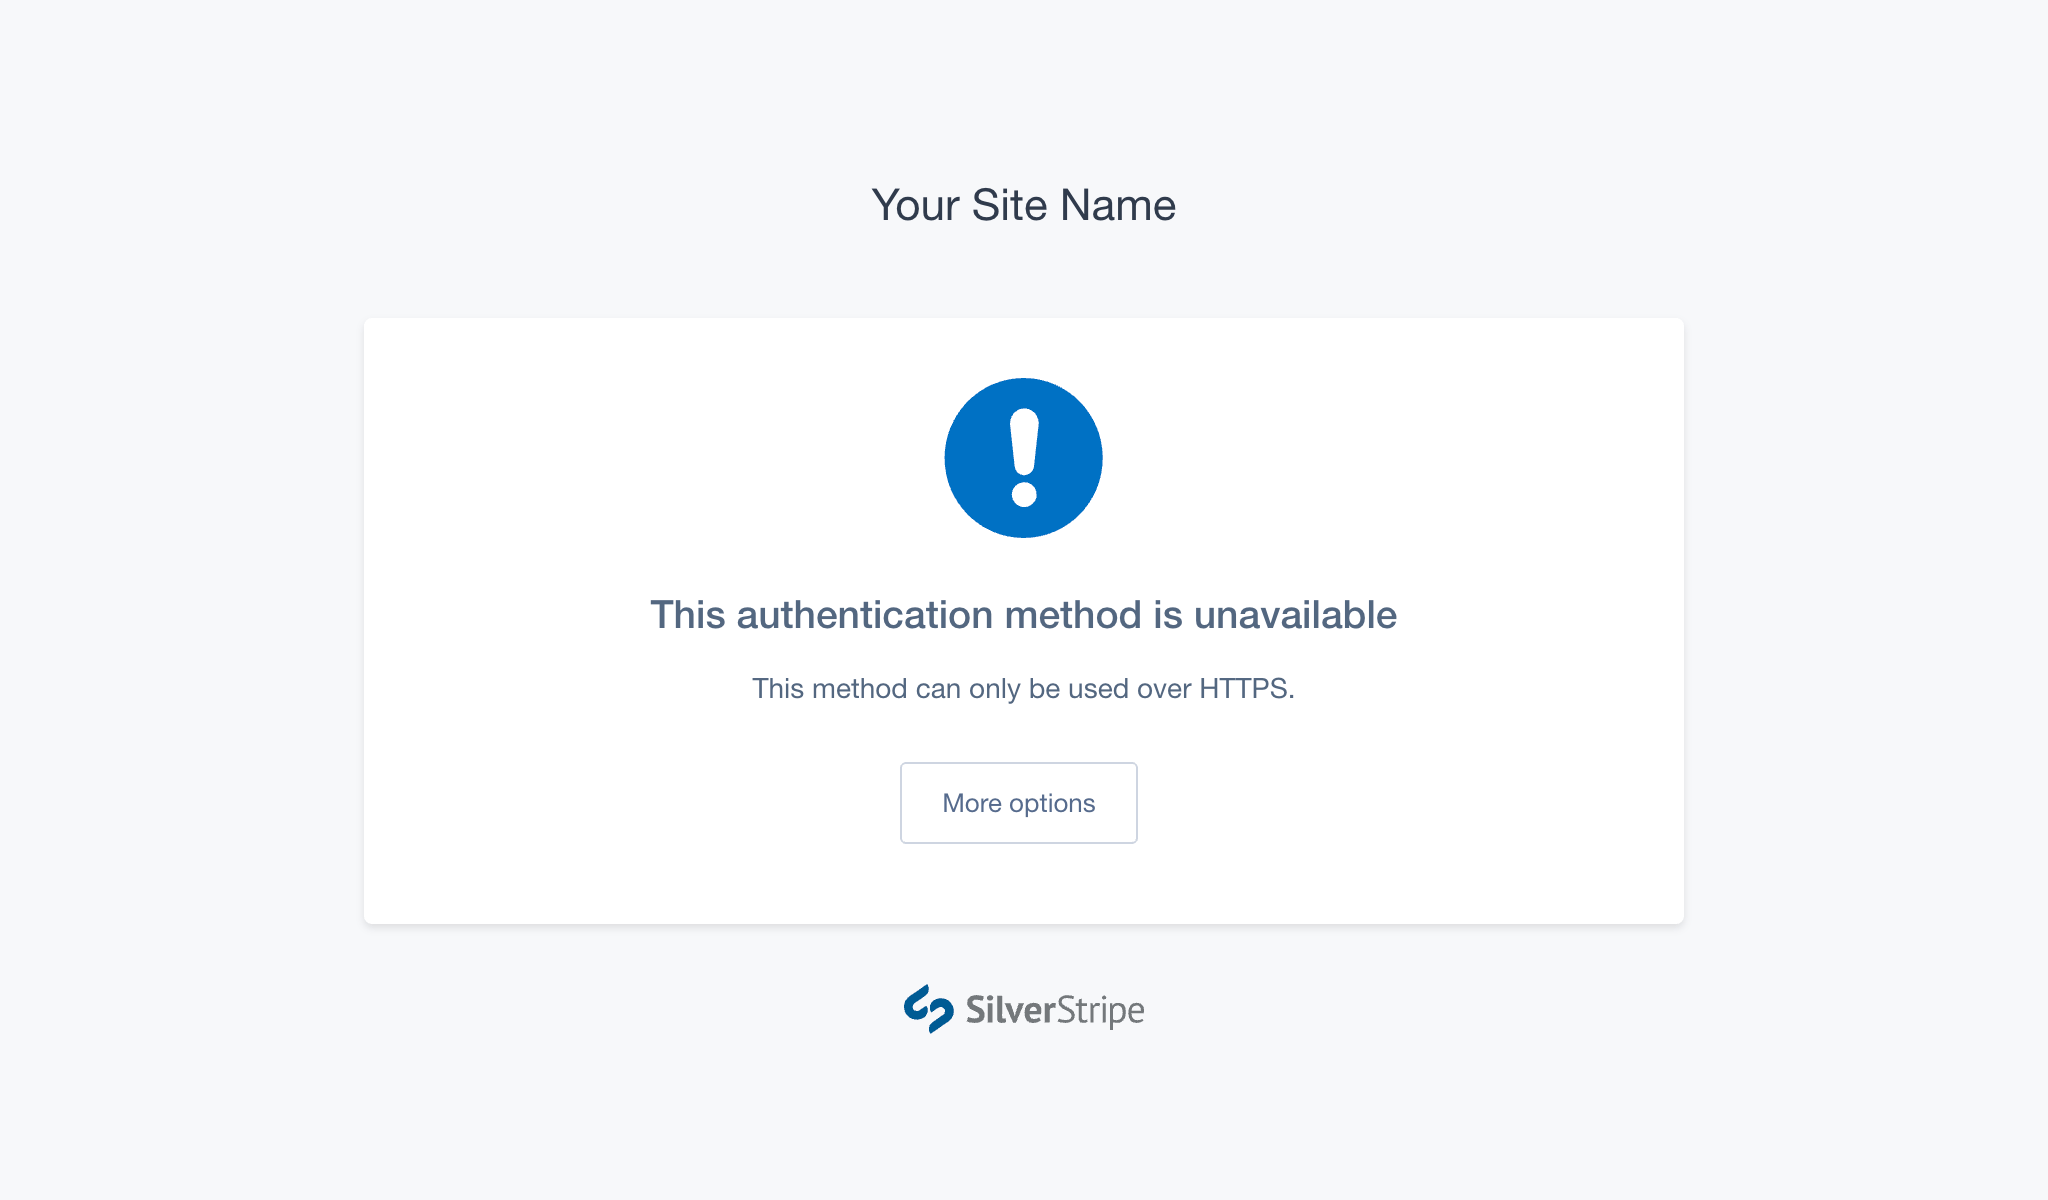 Your Site Name
This authentication method is unavailable
This method can only be used over HTTPS.
More options
SilverStripe